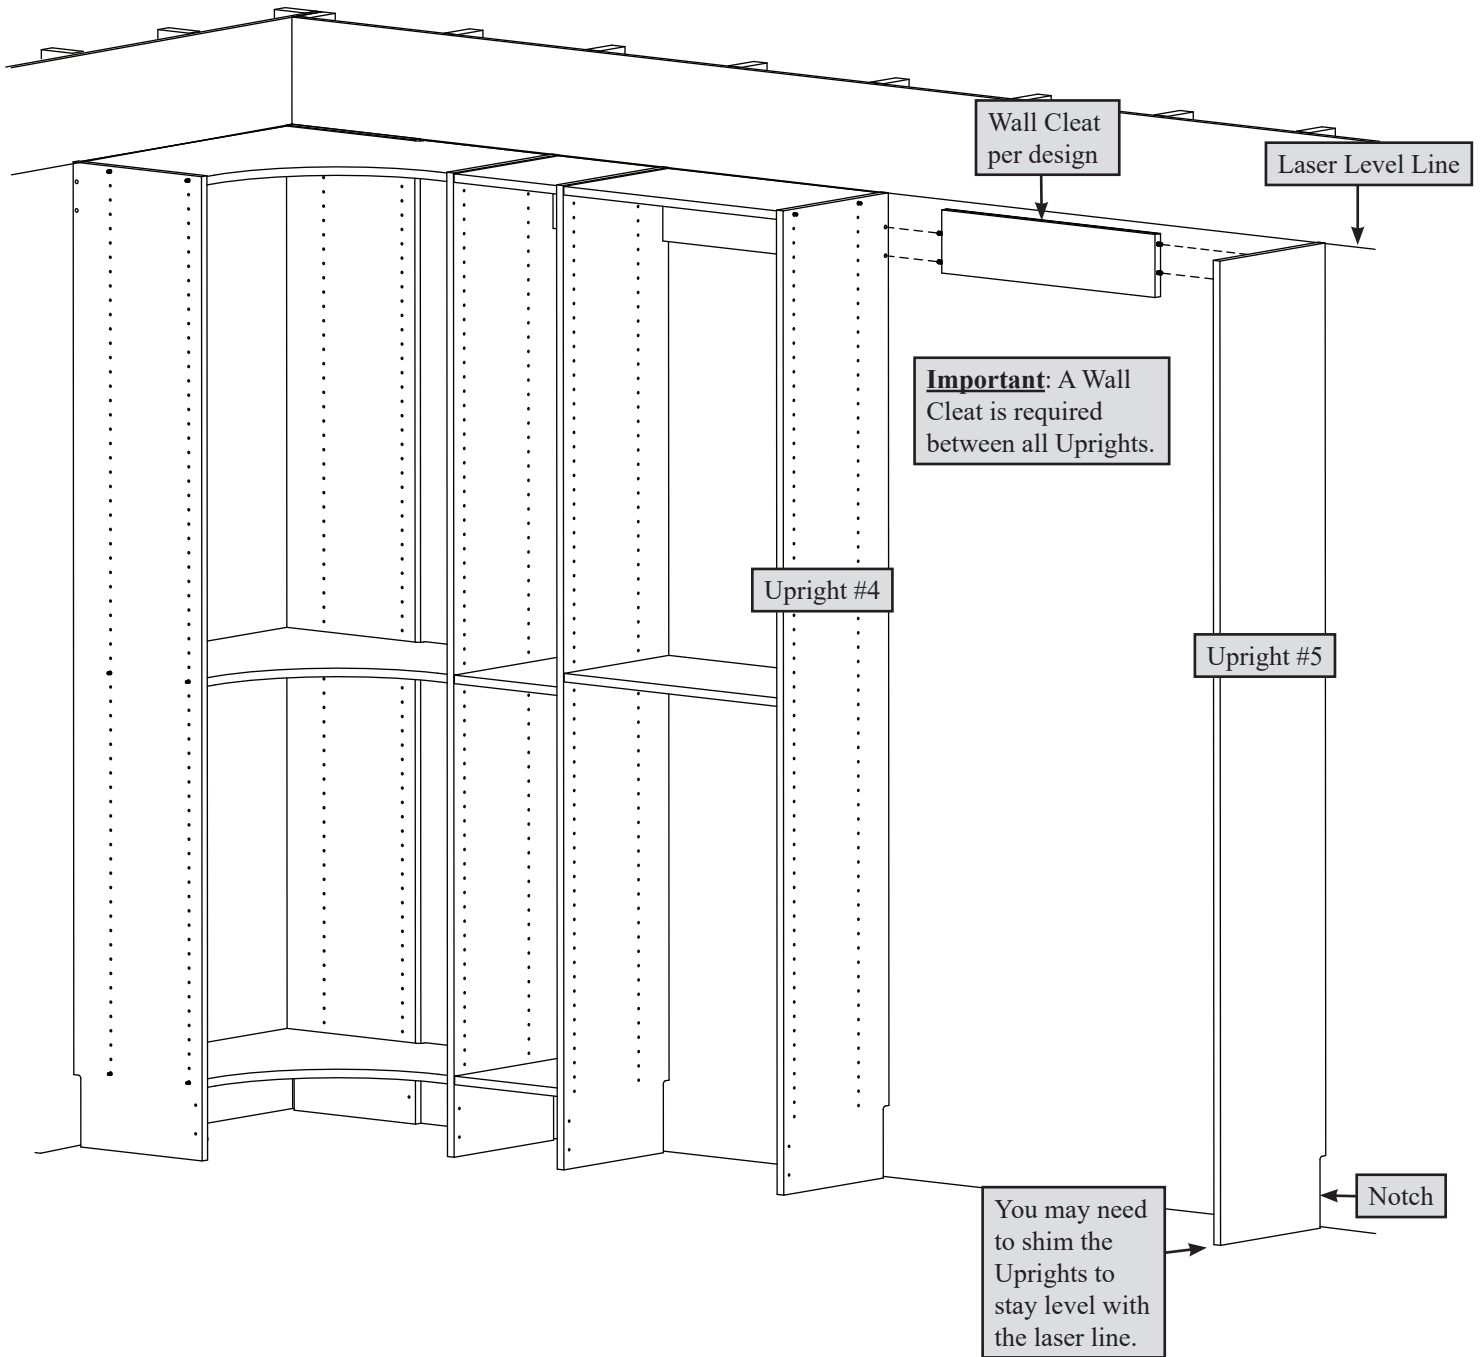 Wall Cleat
per design
Laser Level Line
Important: A Wall
Cleat is required
between all Uprights.
Upright #4
Upright #5
Notch
You may need
to shim the
Uprights to
stay level with
the laser line.